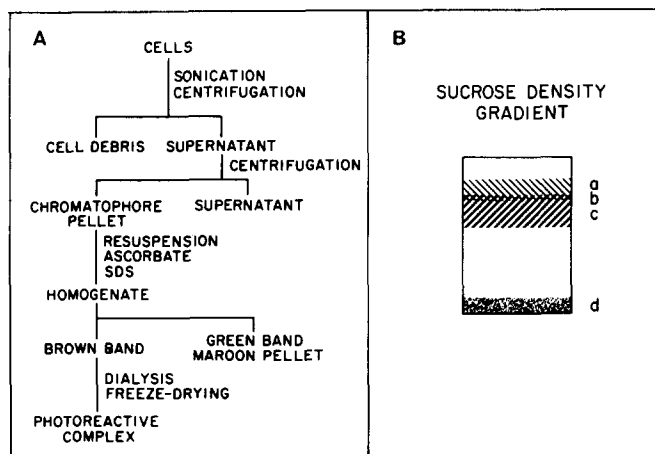 A
CELLS
SONICATION
CENTRIFUGATION
CELL DEBRIS
SUPERNATANT
CENTRIFUGATION
CHROMATOPHORE
PELLET
SUPERNATANT
RESUSPENSION
ASCORBATE
SDS
HOMOGENATE
BROWN BAND
GREEN BAND
MAROON PELLET
DIALYSIS
FREEZE-DRYING
PHOTOREACTIVE
COMPLEX
B
SUCROSE DENSITY
GRADIENT
a
b
c
d